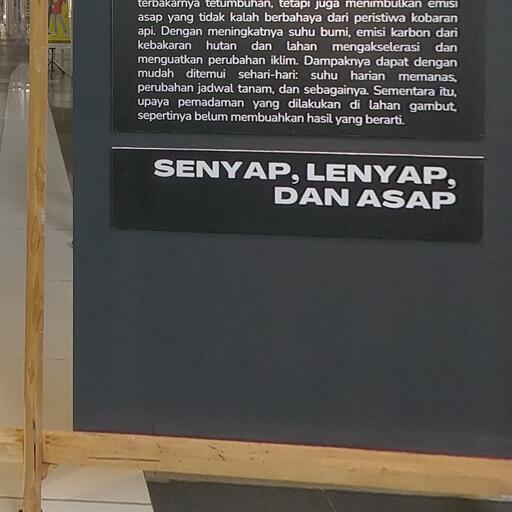 terbakarnya tetumbuhan, tetapi juga menimbulkan emisi
asap yang tidak kalah berbahaya dari peristiwa kobaran
api. Dengan meningkatnya suhu bumi, emisi karbon dari
kebakaran hutan dan lahan mengakselerasi dan
menguatkan perubahan iklim. Dampaknya dapat dengan
mudah ditemui sehari-hari: suhu harian memanas,
perubahan jadwal tanam, dan sebagainya. Sementara itu,
upaya pemadaman yang dilakukan di lahan gambut,
sepertinya belum membuahkan hasil yang berarti.
SENYAP, LENYAP,
DAN ASAP